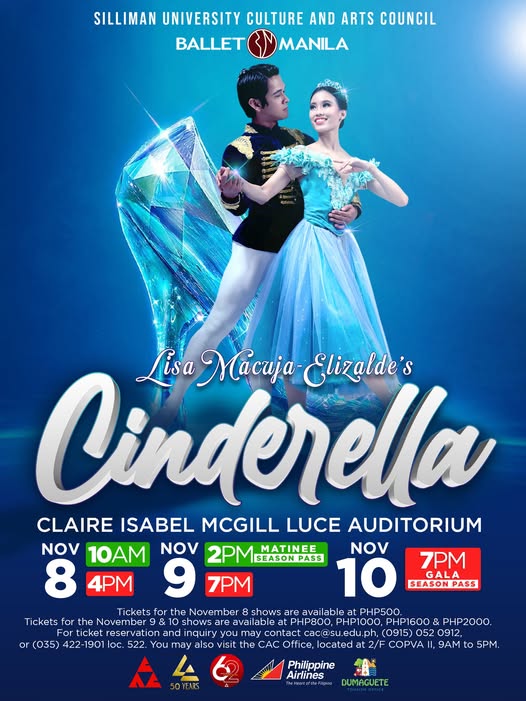 SILLIMAN UNIVERSITY CULTURE AND ARTS COUNCIL
BALLET BM MANILA
Lisa Macuja-Elizalde's
Cinderella
CLAIRE ISABEL MCGILL LUCE AUDITORIUM
NOV 8 10AM 4PM
NOV 9 2PM MATINEE SEASON PASS 7PM
NOV 10 7PM GALA SEASON PASS
Tickets for the November 8 shows are available at PHP500.
Tickets for the November 9 & 10 shows are available at PHP800, PHP1000, PHP1600 & PHP2000.
For ticket reservation and inquiry you may contact cac@su.edu.ph, (0915) 052 0912,
or (035) 422-1901 loc. 522. You may also visit the CAC Office, located at 2/F COPVA II, 9AM to 5PM.
50 YEARS
62
Philippine Airlines
The Heart of the Filipino
DUMAGUETE
TOURISM OFFICE